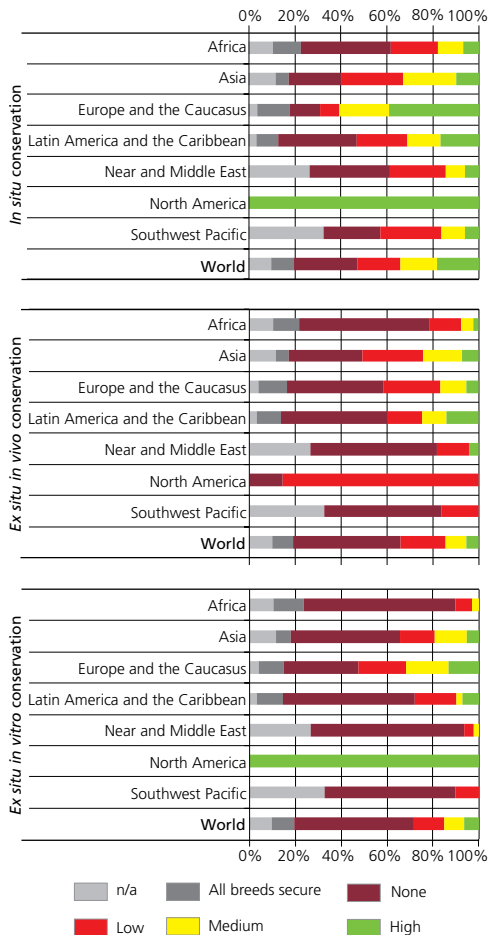 0% 20% 40% 60% 80% 100%
In situ conservation
Africa
Asia
Europe and the Caucasus
Latin America and the Caribbean
Near and Middle East
North America
Southwest Pacific
World
Ex situ in vivo conservation
Africa
Asia
Europe and the Caucasus
Latin America and the Caribbean
Near and Middle East
North America
Southwest Pacific
World
Ex situ in vitro conservation
Africa
Asia
Europe and the Caucasus
Latin America and the Caribbean
Near and Middle East
North America
Southwest Pacific
World
0% 20% 40% 60% 80% 100%
n/a All breeds secure None
Low Medium High